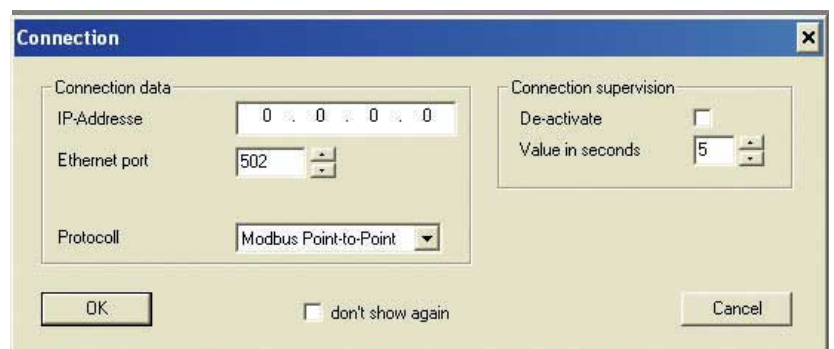 Connection
Connection data
IP-Addresse 0 . 0 . 0 . 0
Ethernet port 502
Protocoll Modbus Point-to-Point
Connection supervision
De-activate
Value in seconds 5
OK
don't show again
Cancel